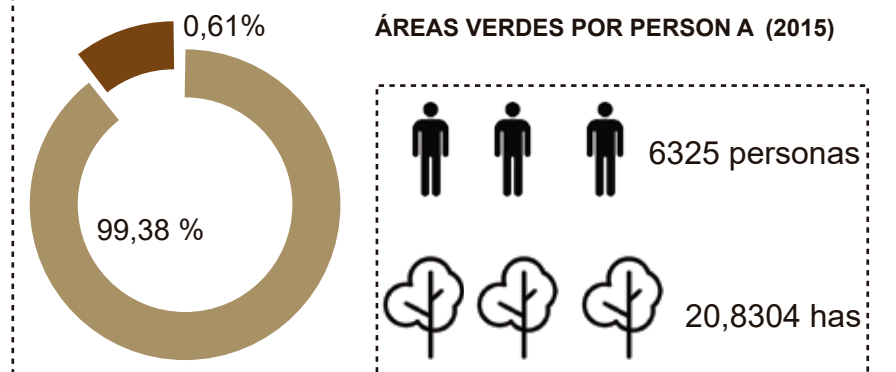 0,61%
99,38 %
ÁREAS VERDES POR PERSON A (2015)
6325 personas
20,8304 has